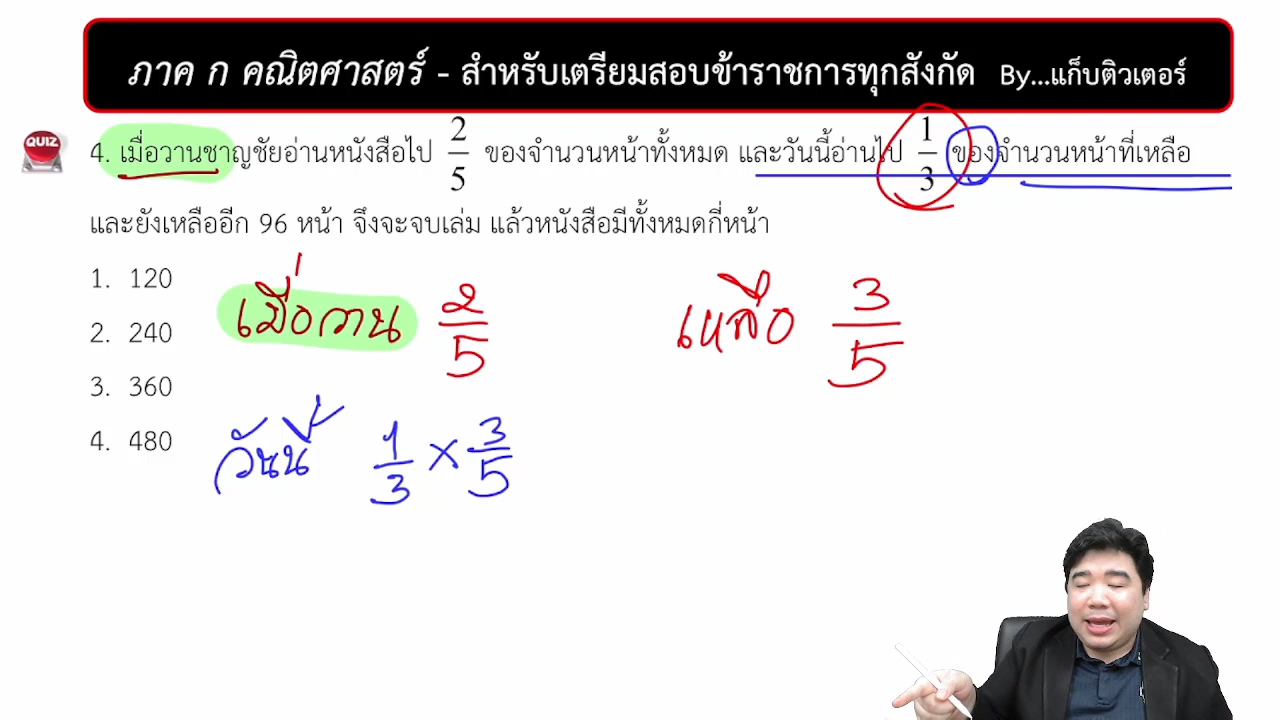 ภาค ก คณิตศาสตร์ - สำหรับเตรียมสอบข้าราชการทุกสังกัด By...แก็บติวเตอร์
QUIZ
4. เมื่อวานชาญชัยอ่านหนังสือไป 2/5 ของจำนวนหน้าทั้งหมด และวันนี้อ่านไป 1/3 ของจำนวนหน้าที่เหลือ
และยังเหลืออีก 96 หน้า จึงจะจบเล่ม แล้วหนังสือมีทั้งหมดกี่หน้า
1. 120
2. 240
3. 360
4. 480
เมื่อวาน 2/5 เหลือ 3/5
วันนี้ 1/3 × 3/5